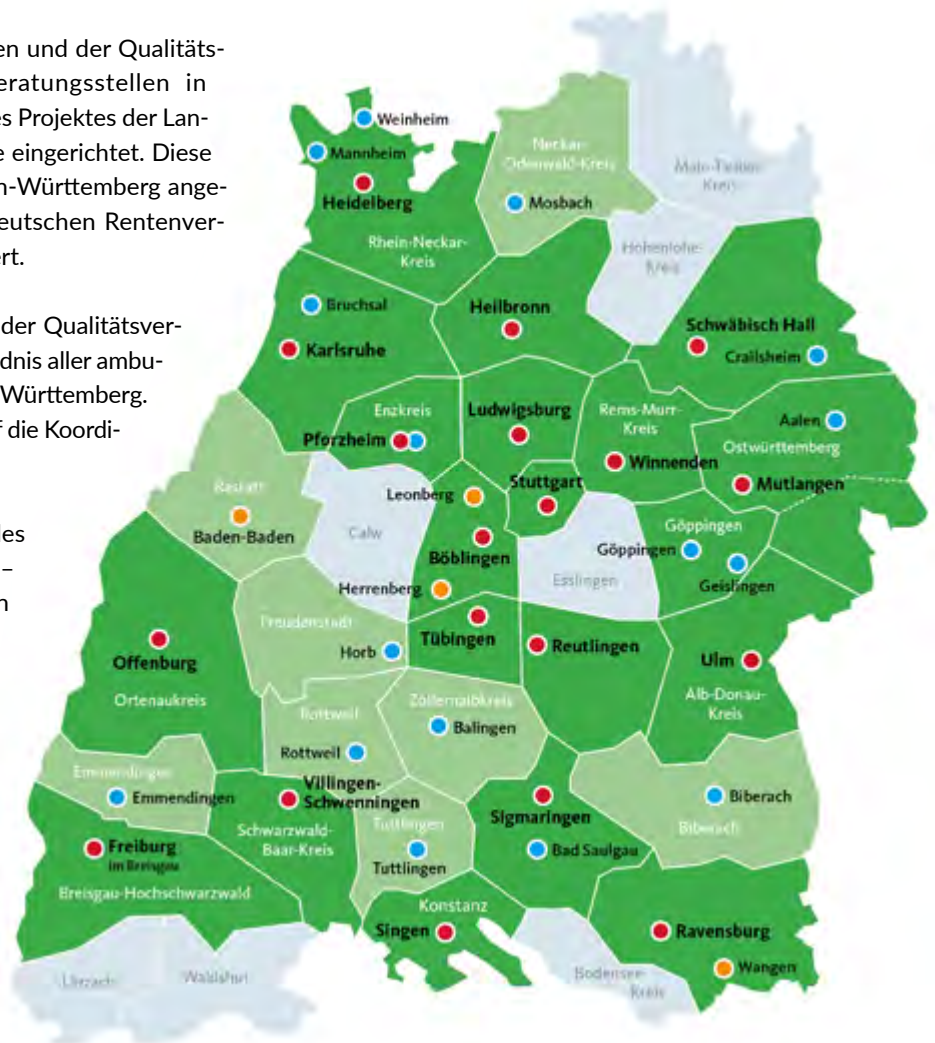 en und der Qualitäts-
eratungsstellen in
es Projektes der Lan-
e eingerichtet. Diese
n-Württemberg ange-
eutschen Rentenver-
ert.
der Qualitätsver-
dnis aller ambu-
Württemberg.
f die Koordi-
les
–
n
Weinheim
Mannheim
Heidelberg
Rhein-Neckar-
Kreis
Neckar-
Odenwald-Kreis
Mosbach
Main-Tauber-
Kreis
Hohenlohe-
Kreis
Bruchsal
Karlsruhe
Heilbronn
Schwäbisch Hall
Crailsheim
Enzkreis
Pforzheim
Ludwigsburg
Rems-Murr-
Kreis
Winnenden
Aalen
Ostwürttemberg
Mutlangen
Rastatt
Baden-Baden
Calw
Leonberg
Stuttgart
Böblingen
Herrenberg
Esslingen
Göppingen
Göppingen
Geislingen
Freudenstadt
Horb
Tübingen
Reutlingen
Ulm
Alb-Donau-
Kreis
Offenburg
Ortenaukreis
Rottweil
Rottweil
Zollernalbkreis
Balingen
Emmendingen
Emmendingen
Villingen-
Schwenningen
Schwarzwald-
Baar-Kreis
Tuttlingen
Tuttlingen
Sigmaringen
Bad Saulgau
Biberach
Biberach
Freiburg
im Breisgau
Breisgau-Hochschwarzwald
Konstanz
Singen
Ravensburg
Wangen
Lörrach
Waldshut
Bodensee-
Kreis